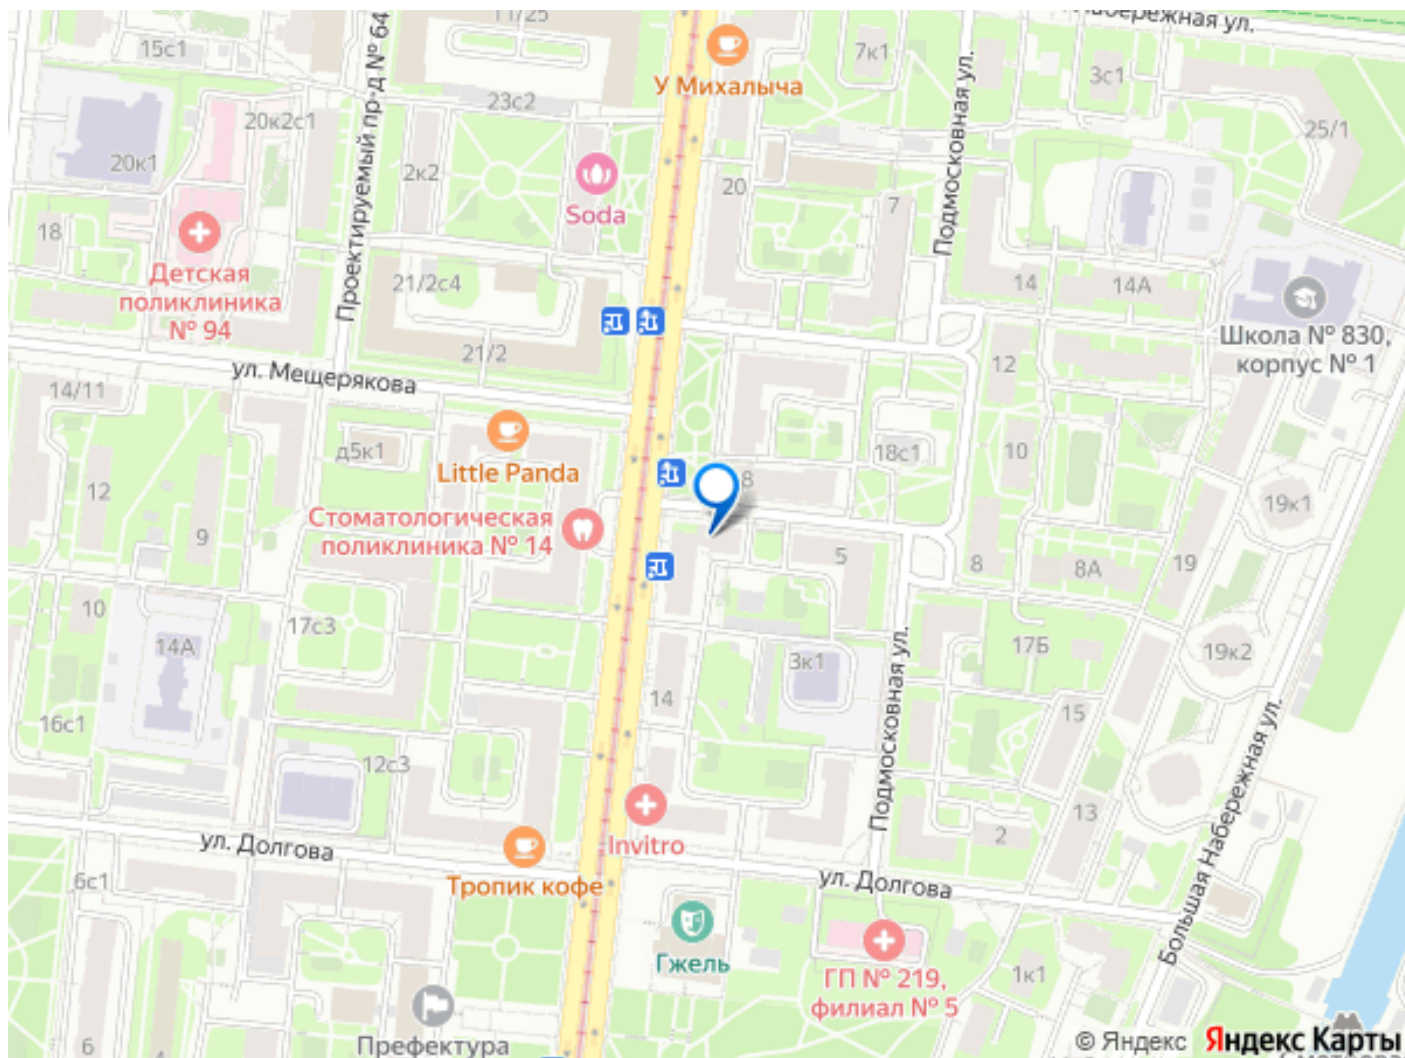 11/25
Набережная ул.
15с1
У Михалыча
7к1
3с1
23с2
20к2с1
25/1
20к1
Проектируемый пр-д № 64
2к2
Soda
20
7
Подмосковная ул.
18
Детская
поликлиника
№ 94
21/2с4
14
14А
Школа № 830,
корпус № 1
21/2
ул. Мещерякова
12
14/11
д5к1
Little Panda
18с1
10
12
8
19к1
Стоматологическая
поликлиника № 14
9
5
8
8А
19
10
17с3
14А
3к1
17Б
19к2
14
16с1
Подмосковная ул.
15
12с3
13
2
Invitro
ул. Долгова
Тропик кофе
6с1
ул. Долгова
Большая Набережная ул.
Гжель
ГП № 219,
филиал № 5
1к1
6
Префектура
© Яндекс Яндекс Карты